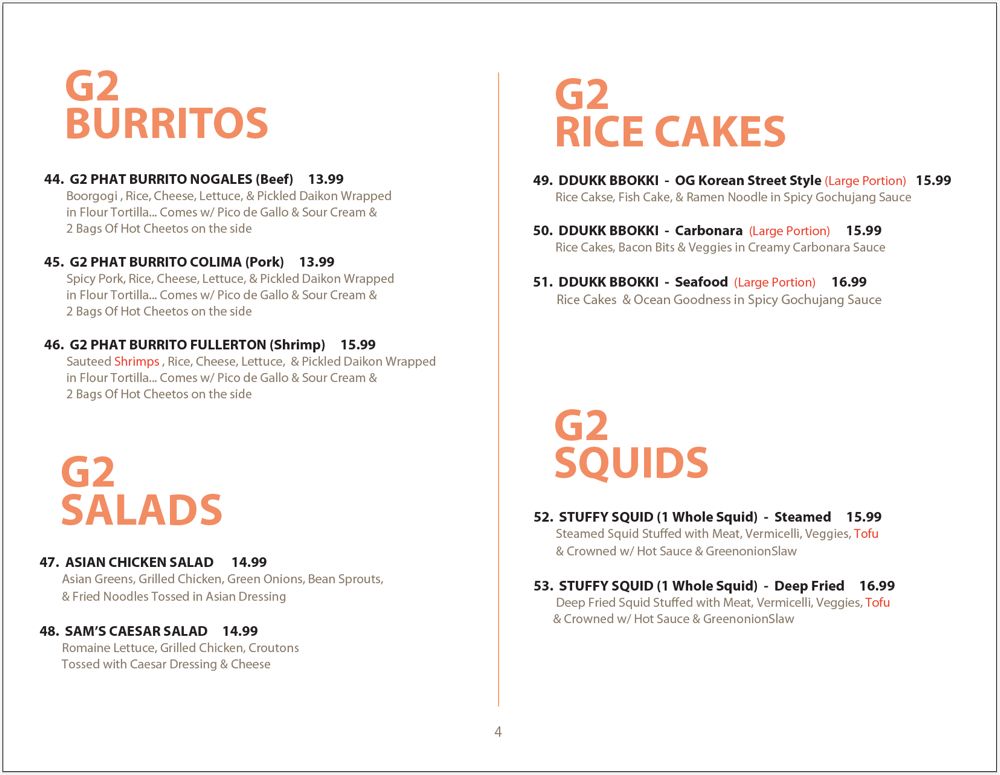 G2
BURRITOS
44. G2 PHAT BURRITO NOGALES (Beef) 13.99
Boorgogi , Rice, Cheese, Lettuce, & Pickled Daikon Wrapped
in Flour Tortilla... Comes w/ Pico de Gallo & Sour Cream &
2 Bags Of Hot Cheetos on the side
45. G2 PHAT BURRITO COLIMA (Pork) 13.99
Spicy Pork, Rice, Cheese, Lettuce, & Pickled Daikon Wrapped
in Flour Tortilla... Comes w/ Pico de Gallo & Sour Cream &
2 Bags Of Hot Cheetos on the side
46. G2 PHAT BURRITO FULLERTON (Shrimp) 15.99
Sauteed Shrimps , Rice, Cheese, Lettuce, & Pickled Daikon Wrapped
in Flour Tortilla... Comes w/ Pico de Gallo & Sour Cream &
2 Bags Of Hot Cheetos on the side
G2
SALADS
47. ASIAN CHICKEN SALAD 14.99
Asian Greens, Grilled Chicken, Green Onions, Bean Sprouts,
& Fried Noodles Tossed in Asian Dressing
48. SAM'S CAESAR SALAD 14.99
Romaine Lettuce, Grilled Chicken, Croutons
Tossed with Caesar Dressing & Cheese
G2
RICE CAKES
49. DDUKK BBOKKI - OG Korean Street Style (Large Portion) 15.99
Rice Cakse, Fish Cake, & Ramen Noodle in Spicy Gochujang Sauce
50. DDUKK BBOKKI - Carbonara (Large Portion) 15.99
Rice Cakes, Bacon Bits & Veggies in Creamy Carbonara Sauce
51. DDUKK BBOKKI - Seafood (Large Portion) 16.99
Rice Cakes & Ocean Goodness in Spicy Gochujang Sauce
G2
SQUIDS
52. STUFFY SQUID (1 Whole Squid) - Steamed 15.99
Steamed Squid Stuffed with Meat, Vermicelli, Veggies, Tofu
& Crowned w/ Hot Sauce & GreenonionSlaw
53. STUFFY SQUID (1 Whole Squid) - Deep Fried 16.99
Deep Fried Squid Stuffed with Meat, Vermicelli, Veggies, Tofu
& Crowned w/ Hot Sauce & GreenonionSlaw
4